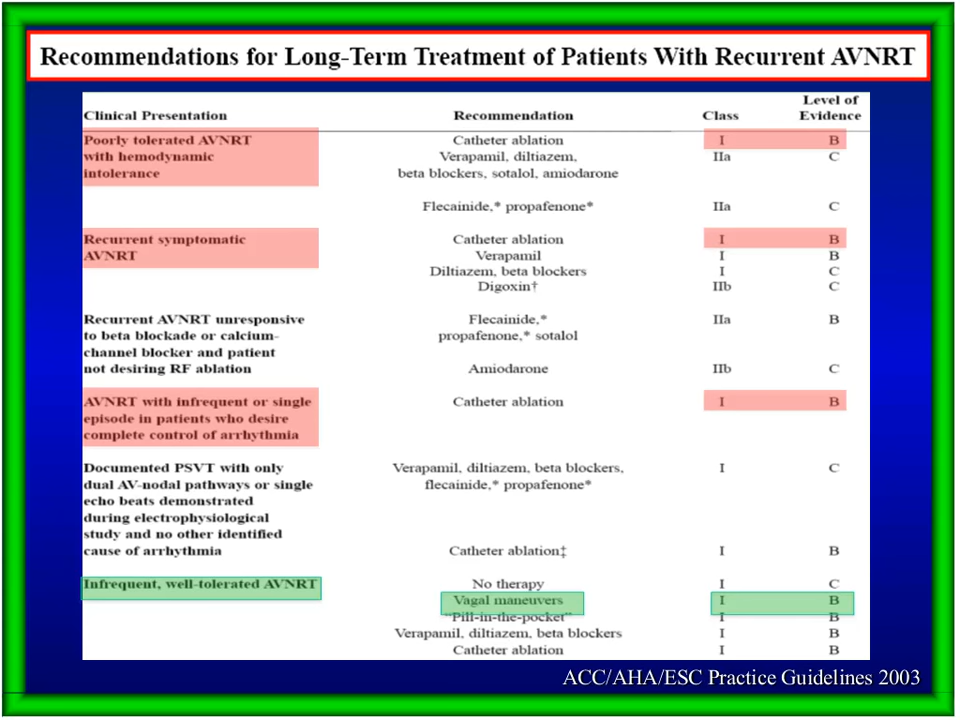 Recommendations for Long-Term Treatment of Patients With Recurrent AVNRT
Level of
Clinical Presentation Recommendation Class Evidence
Poorly tolerated AVNRT Catheter ablation I B
with hemodynamic Verapamil, diltiazem, IIa C
intolerance beta blockers, sotalol, amiodarone
Flecainide,* propafenone* IIa C
Recurrent symptomatic Catheter ablation I B
AVNRT Verapamil I B
Diltiazem, beta blockers I C
Digoxin† IIb C
Recurrent AVNRT unresponsive Flecainide,* IIa B
to beta blockade or calcium- propafenone,* sotalol
channel blocker and patient
not desiring RF ablation Amiodarone IIb C
AVNRT with infrequent or single Catheter ablation I B
episode in patients who desire
complete control of arrhythmia
Documented PSVT with only Verapamil, diltiazem, beta blockers, I C
dual AV-nodal pathways or single flecainide,* propafenone*
echo beats demonstrated
during electrophysiological
study and no other identified
cause of arrhythmia Catheter ablation‡ I B
Infrequent, well-tolerated AVNRT No therapy I C
Vagal maneuvers I B
"Pill-in-the-pocket" I B
Verapamil, diltiazem, beta blockers I B
Catheter ablation I B
ACC/AHA/ESC Practice Guidelines 2003